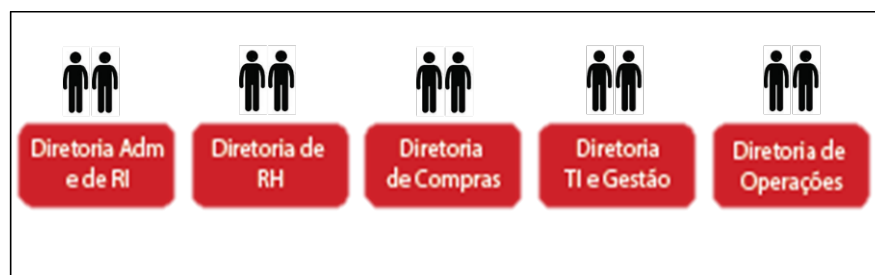 Diretoria Adm
e de RI
Diretoria de
RH
Diretoria
de Compras
Diretoria
TI e Gestão
Diretoria de
Operações